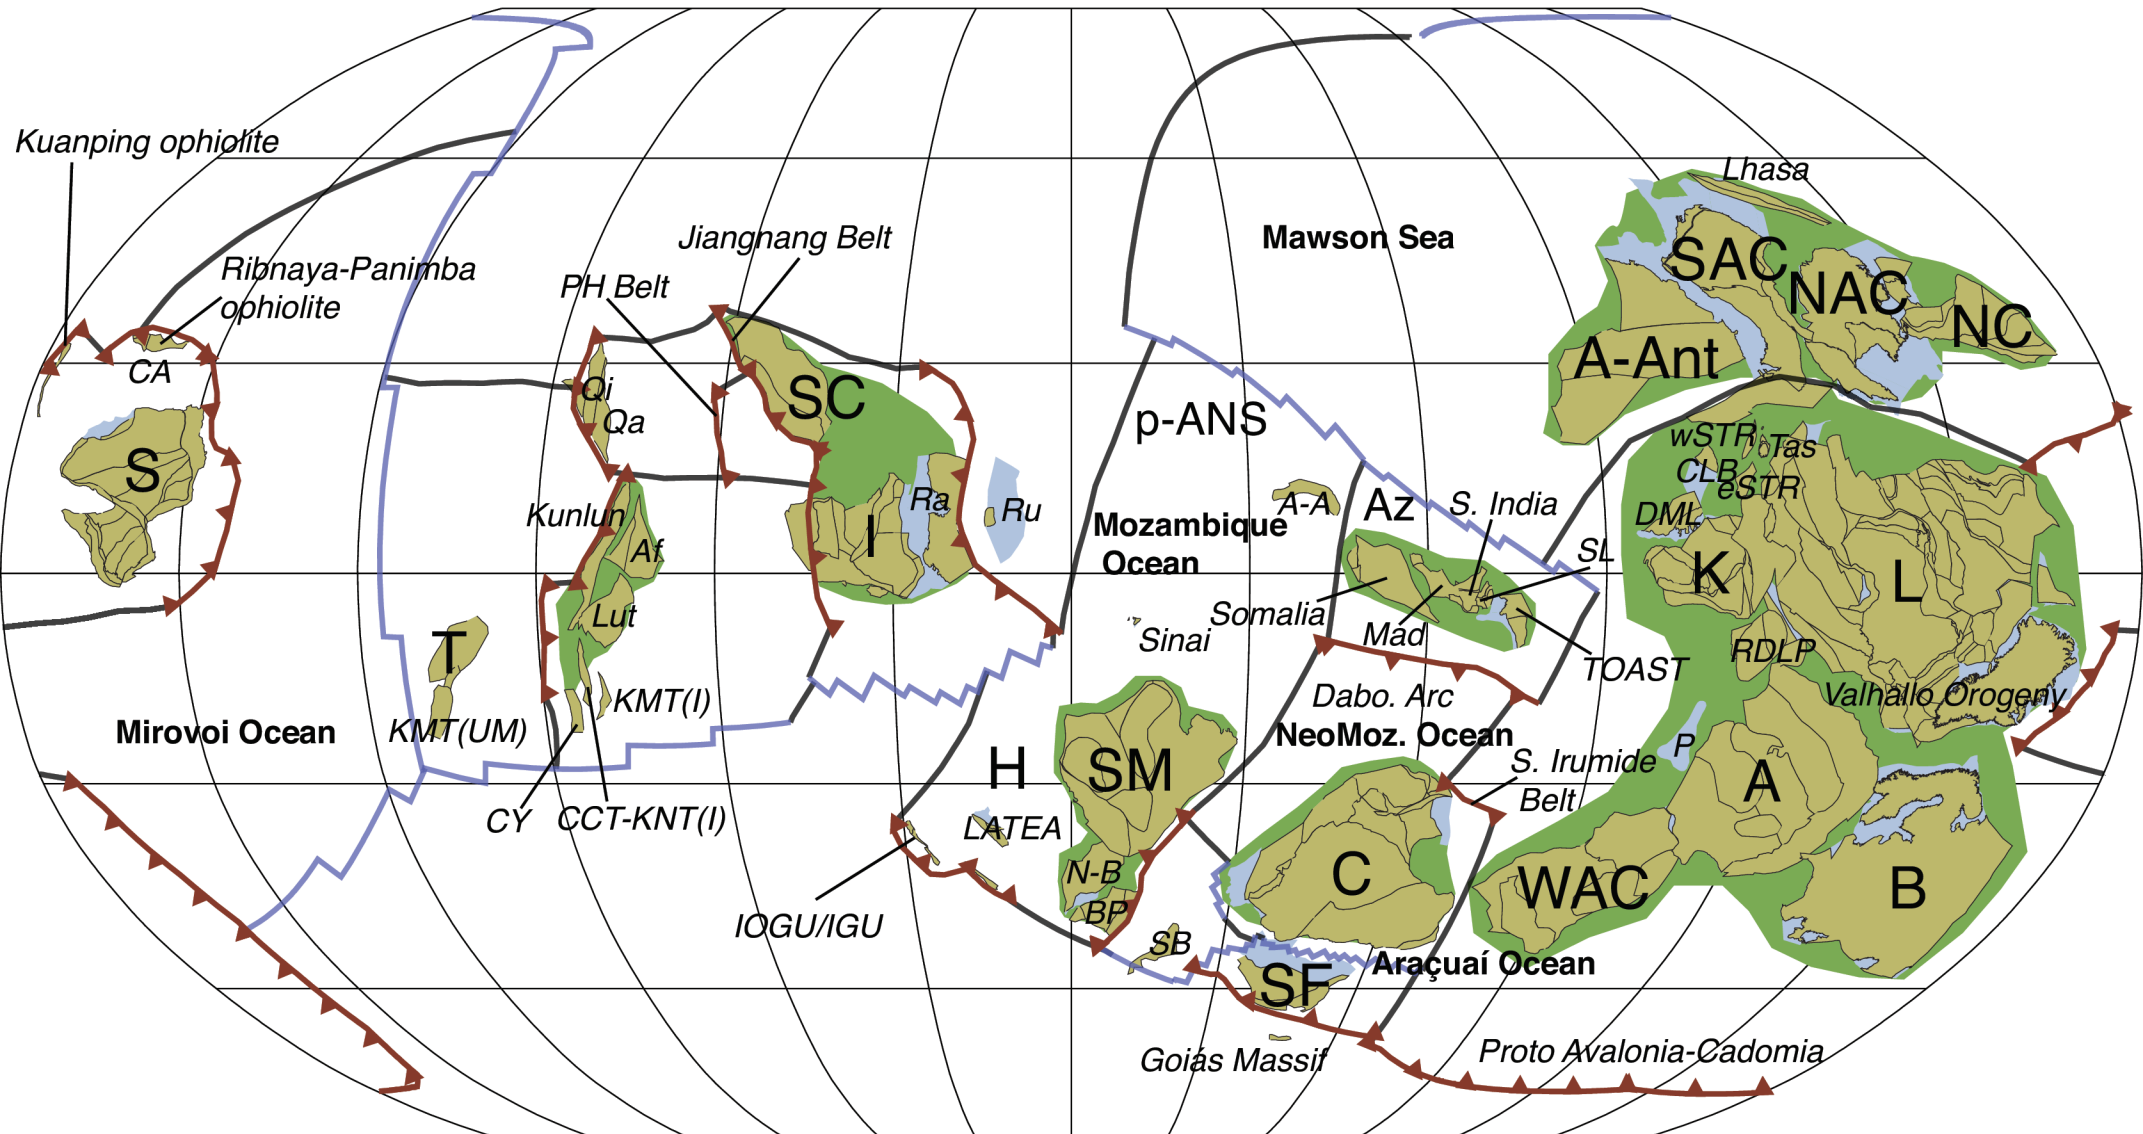 Kuanping ophiolite
Ribnaya-Panimba
ophiolite
CA
S
Mirovoi Ocean
Jiangnang Belt
PH Belt
Qi
Qa
SC
Kunlun
Af
Lut
I
Ra
Ru
T
KMT(UM)
KMT(I)
CY
CCT-KNT(I)
Mawson Sea
p-ANS
A-A
Az
S. India
SL
Mozambique
Ocean
Somalia
Sinai
Mad
TOAST
Dabo. Arc
NeoMoz. Ocean
S. Irumide
Belt
H
SM
LATEA
N-B
BP
IOGU/IGU
SB
C
SF
Araçuaí Ocean
Goiás Massif
Proto Avalonia-Cadomia
Lhasa
SAC
NAC
NC
A-Ant
wSTR
Tas
CLB
eSTR
DML
K
L
RDLP
Valhallo Orogeny
P
A
WAC
B